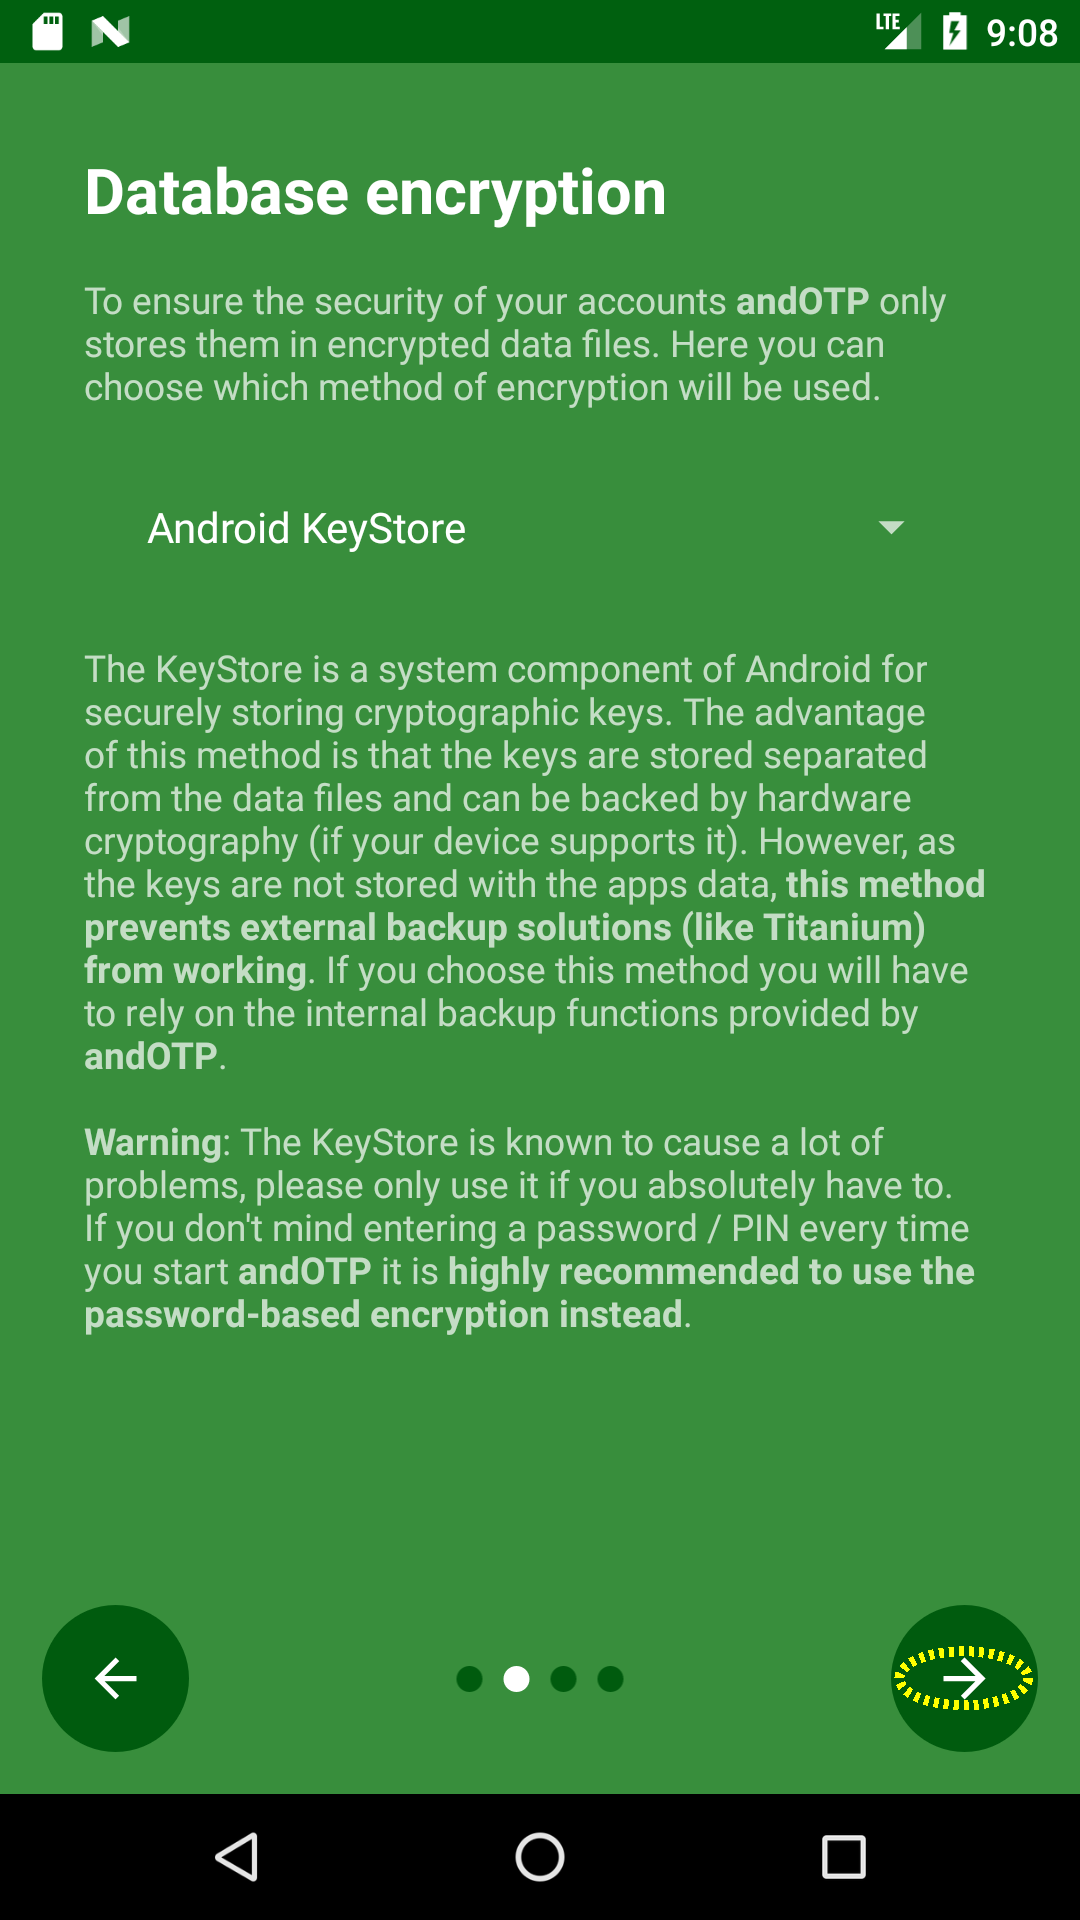 LTE 9:08
Database encryption
To ensure the security of your accounts andOTP only
stores them in encrypted data files. Here you can
choose which method of encryption will be used.
Android KeyStore
The KeyStore is a system component of Android for
securely storing cryptographic keys. The advantage
of this method is that the keys are stored separated
from the data files and can be backed by hardware
cryptography (if your device supports it). However, as
the keys are not stored with the apps data, this method
prevents external backup solutions (like Titanium)
from working. If you choose this method you will have
to rely on the internal backup functions provided by
andOTP.
Warning: The KeyStore is known to cause a lot of
problems, please only use it if you absolutely have to.
If you don't mind entering a password / PIN every time
you start andOTP it is highly recommended to use the
password-based encryption instead.